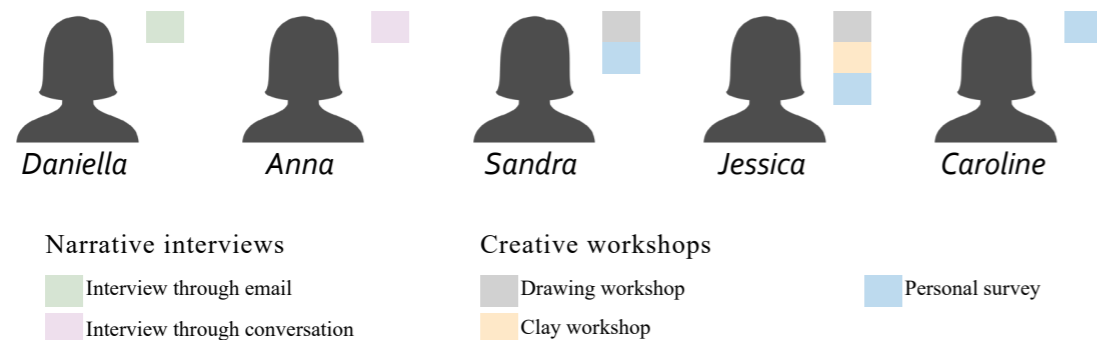 Daniella
Anna
Sandra
Jessica
Caroline
Narrative interviews
Interview through email
Interview through conversation
Creative workshops
Drawing workshop
Clay workshop
Personal survey